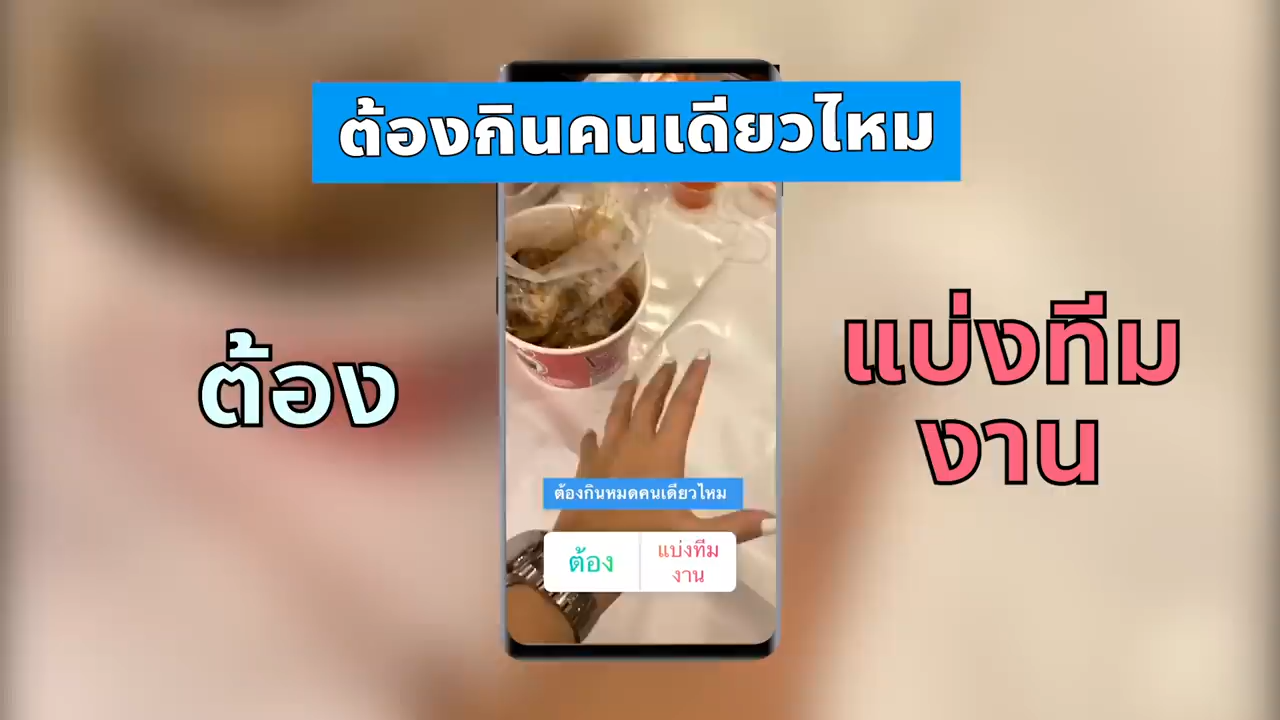 ต้องกินคนเดียวไหม
ต้อง
แบ่งทีม
งาน
ต้องกินหมดคนเดียวไหม
ต้อง
แบ่งทีม
งาน